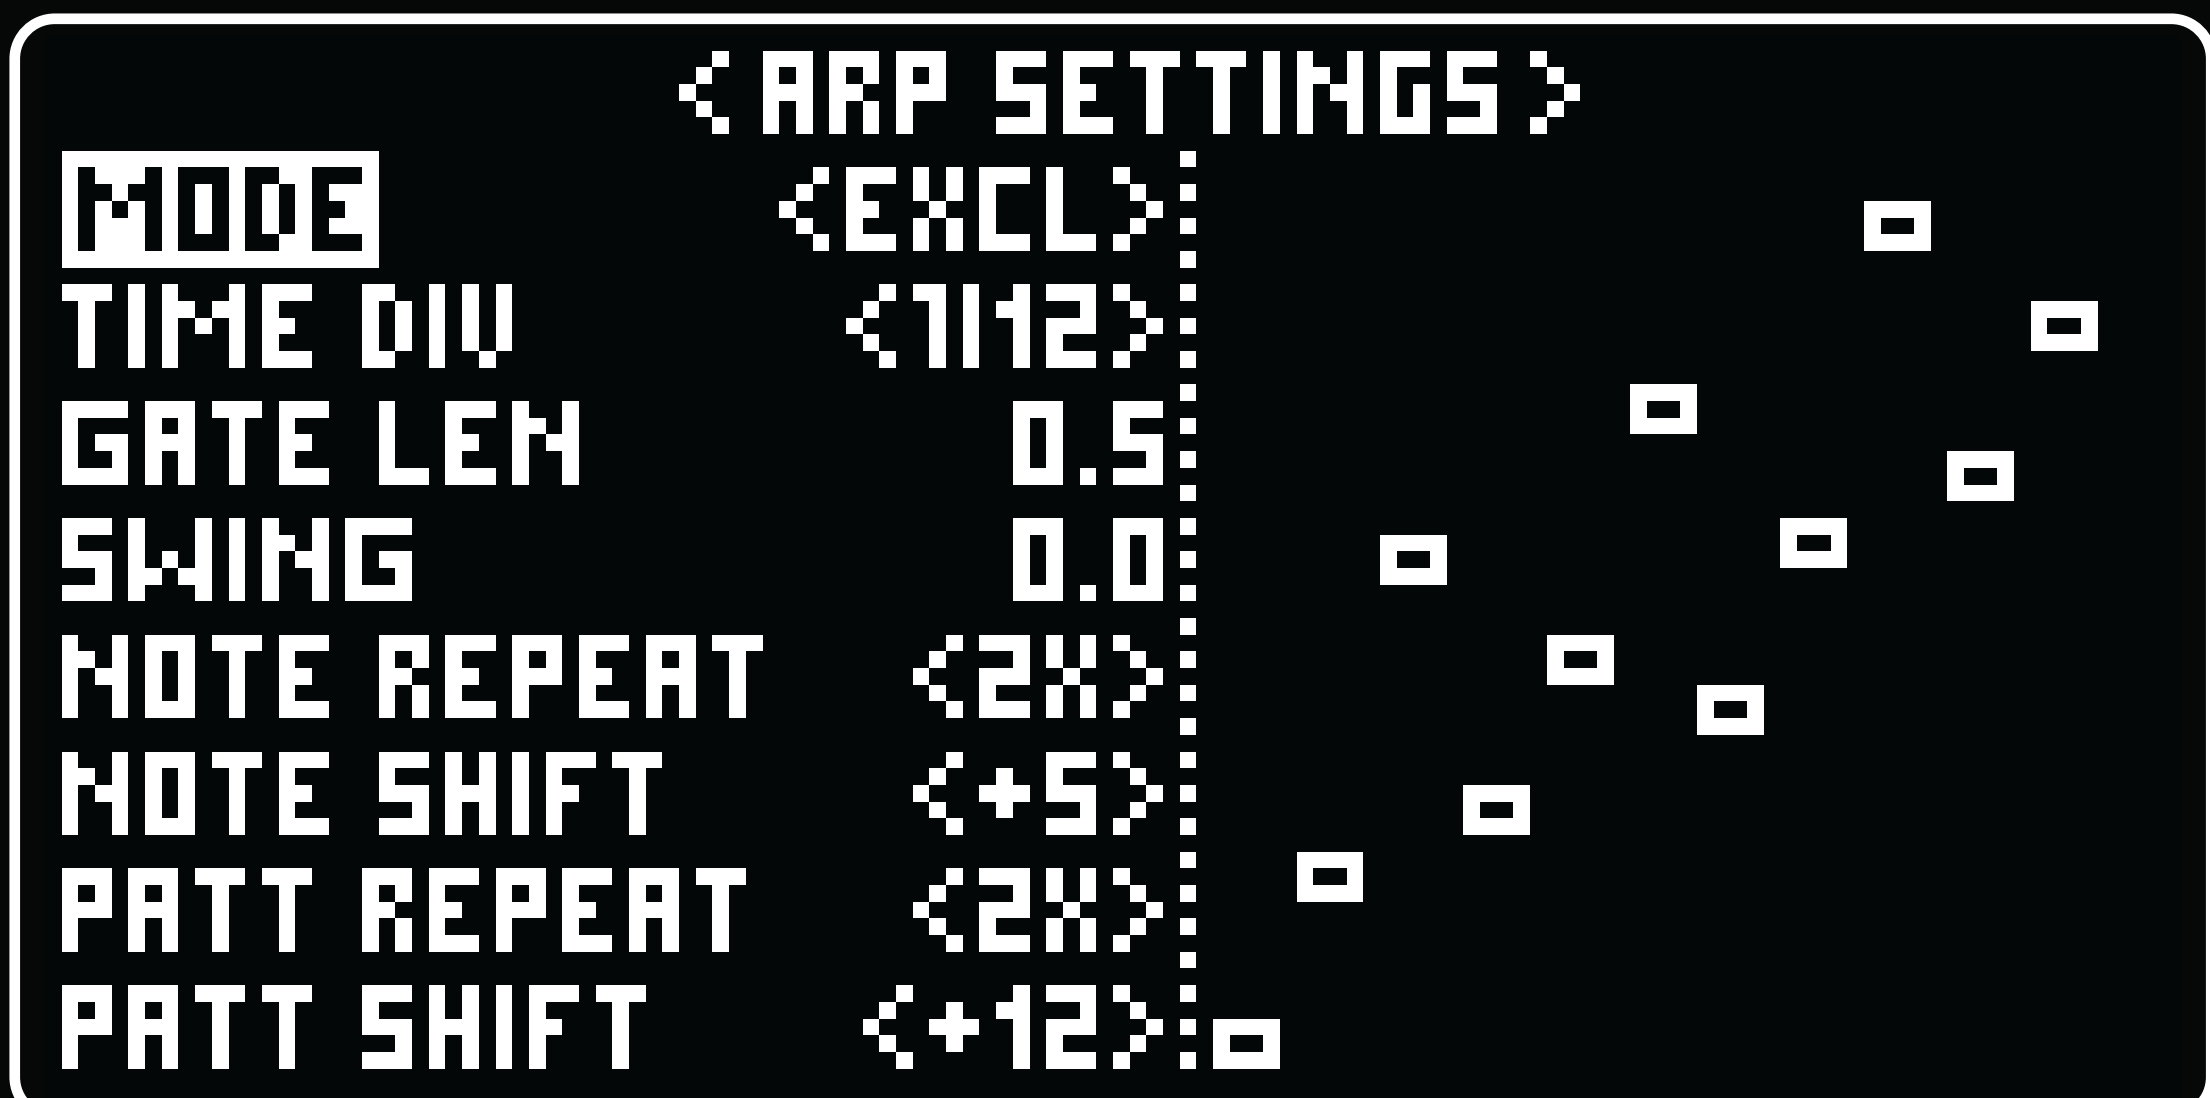 <ARP SETTINGS>
MODE <EXCL>
TIME DIV <1|12>
GATE LEN 0.5
SWING 0.0
NOTE REPEAT <2X>
NOTE SHIFT <+5>
PATT REPEAT <2X>
PATT SHIFT <+12>